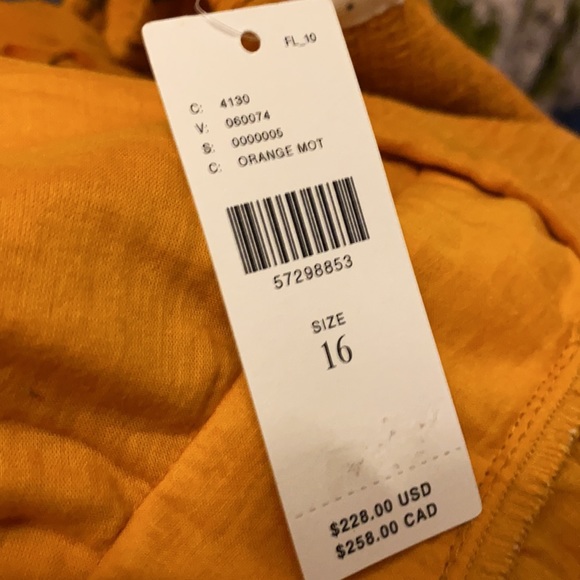 FL_10
C: 4130
V: 060074
S: 0000005
C: ORANGE MOT
57298853
SIZE
16
$228.00 USD
$258.00 CAD